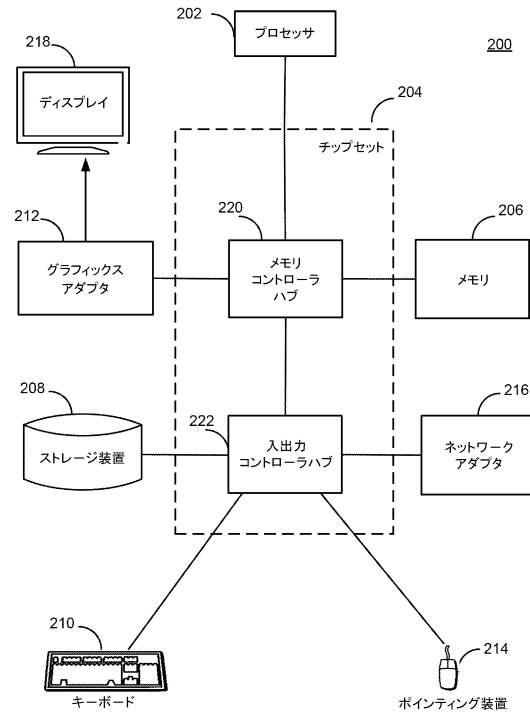 202
プロセッサ
200
218
ディスプレイ
204
チップセット
212
グラフィックス
アダプタ
220
メモリ
コントローラ
ハブ
206
メモリ
208
ストレージ装置
222
入出力
コントローラハブ
216
ネットワーク
アダプタ
210
キーボード
214
ポインティング装置